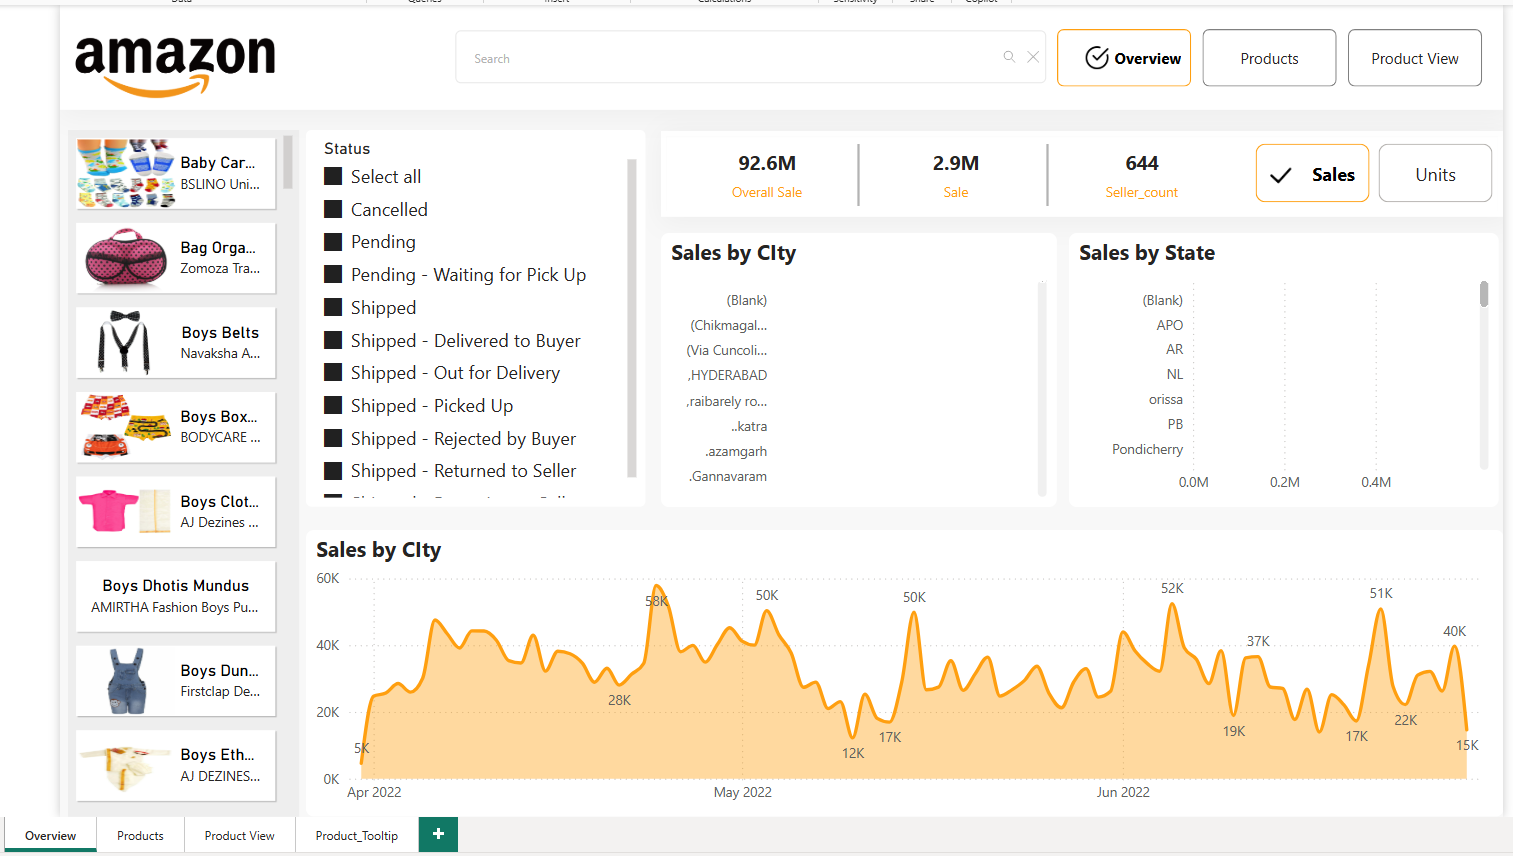 Data Queries Insert Calculations Sensitivity Share Copilot
amazon
Search
Overview
Products
Product View
Baby Car...
BSLINO Uni...
Bag Orga...
Zomoza Tra...
Boys Belts
Navaksha A...
Boys Box...
BODYCARE ...
Boys Clot...
AJ Dezines ...
Boys Dhotis Mundus
AMIRTHA Fashion Boys Pu...
Boys Dun...
Firstclap De...
Boys Eth...
AJ DEZINES...
Status
Select all
Cancelled
Pending
Pending - Waiting for Pick Up
Shipped
Shipped - Delivered to Buyer
Shipped - Out for Delivery
Shipped - Picked Up
Shipped - Rejected by Buyer
Shipped - Returned to Seller
92.6M
Overall Sale
2.9M
Sale
644
Seller_count
Sales
Units
Sales by CIty
(Blank)
(Chikmagal...
(Via Cuncoli...
,HYDERABAD
,raibarely ro...
..katra
.azamgarh
.Gannavaram
Sales by State
(Blank)
APO
AR
NL
orissa
PB
Pondicherry
0.0M 0.2M 0.4M
Sales by CIty
60K
40K
20K
0K
5K
28K
58K
50K
12K
17K
50K
52K
19K
37K
17K
51K
22K
40K
15K
Apr 2022 May 2022 Jun 2022
Overview Products Product View Product_Tooltip +